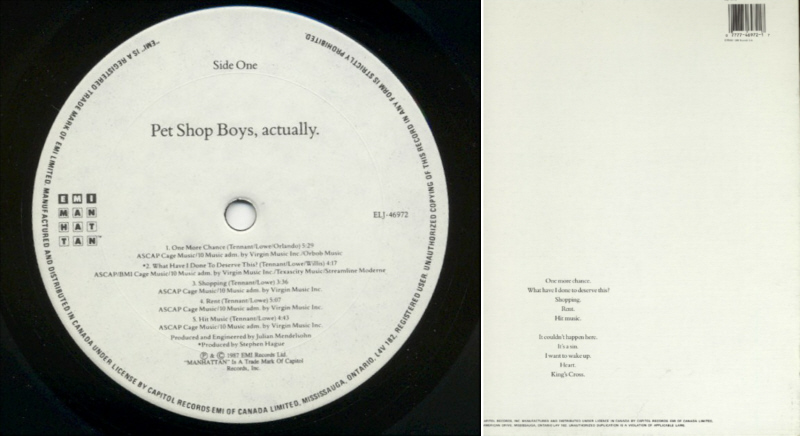 Side One
Pet Shop Boys, actually.
EMI
MAN
HAT
TAN™
ELJ-46972
1. One More Chance (Tennant/Lowe/Orlando) 5:29
ASCAP Cage Music/10 Music adm. by Virgin Music Inc./Orbob Music
*2. What Have I Done To Deserve This? (Tennant/Lowe/Willis) 4:17
ASCAP/BMI Cage Music/10 Music adm. by Virgin Music Inc./Texascity Music/Streamline Moderne
3. Shopping (Tennant/Lowe) 3:36
ASCAP Cage Music/10 Music adm. by Virgin Music Inc.
4. Rent (Tennant/Lowe) 5:07
ASCAP Cage Music/10 Music adm. by Virgin Music Inc.
5. Hit Music (Tennant/Lowe) 4:43
ASCAP Cage Music/10 Music adm. by Virgin Music Inc.
Produced and Engineered by Julian Mendelsohn
*Produced by Stephen Hague
℗ & © 1987 EMI Records Ltd.
"MANHATTAN" Is A Trade Mark Of Capitol
Records, Inc.
"EMI" IS A REGISTERED TRADE MARK OF EMI LIMITED. MANUFACTURED AND DISTRIBUTED IN CANADA UNDER LICENSE BY CAPITOL RECORDS-EMI OF CANADA LIMITED, MISSISSAUGA, ONTARIO, L4V 1B2, REGISTERED USER. UNAUTHORIZED COPYING OF THIS RECORD IN ANY FORM IS STRICTLY PROHIBITED.
0 7777-46972-1
One more chance.
What have I done to deserve this?
Shopping.
Rent.
Hit music.
It couldn't happen here.
It's a sin.
I want to wake up.
Heart.
King's Cross.